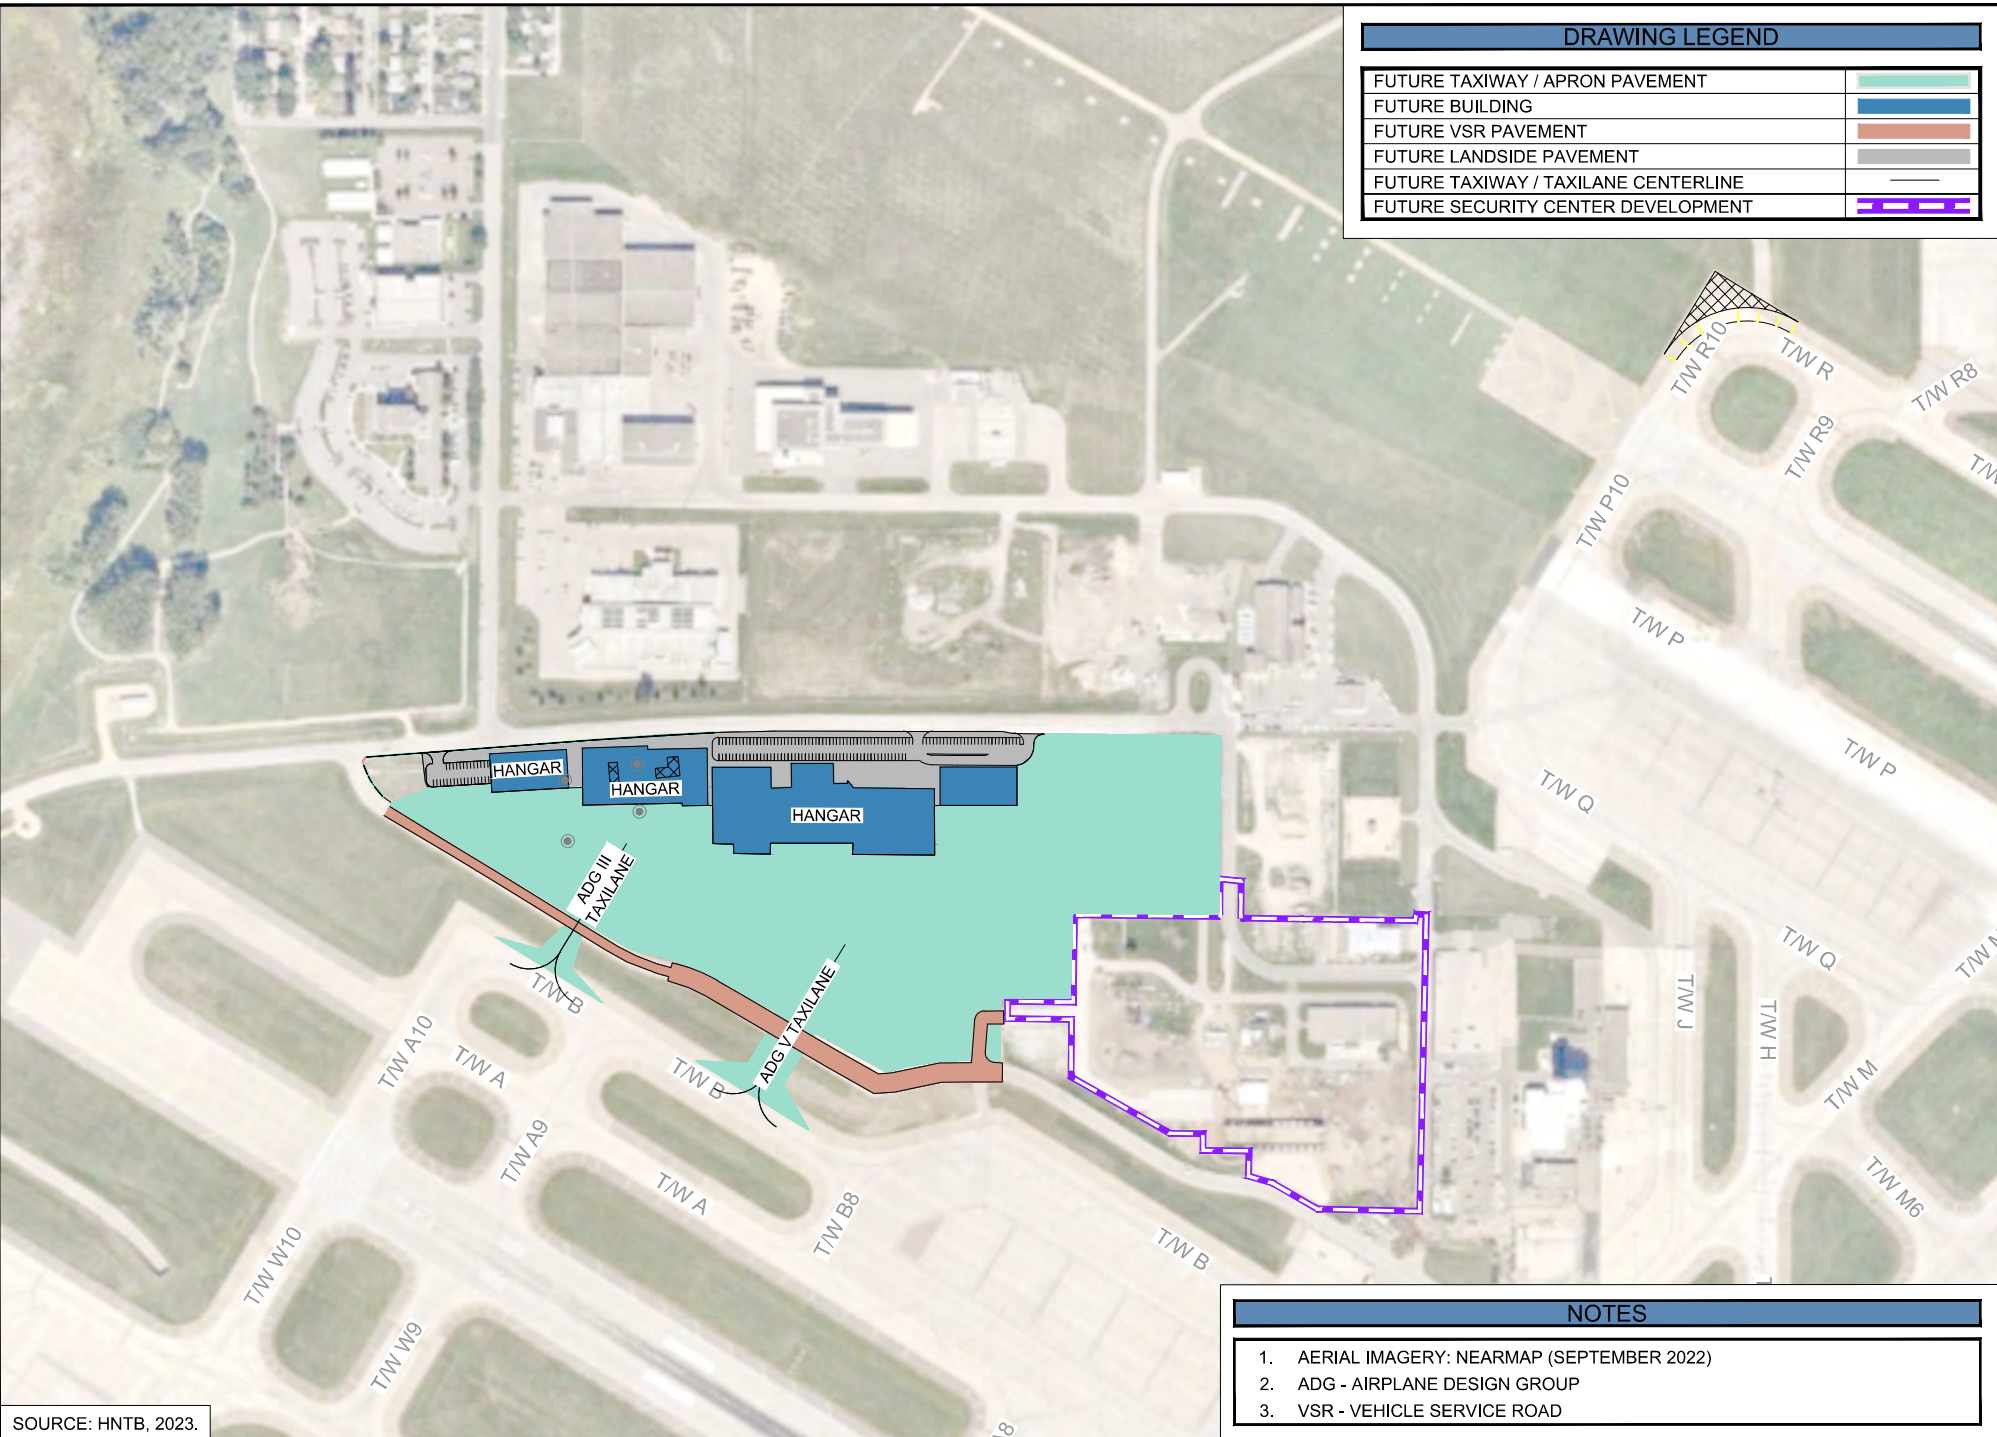 DRAWING LEGEND
FUTURE TAXIWAY / APRON PAVEMENT
FUTURE BUILDING
FUTURE VSR PAVEMENT
FUTURE LANDSIDE PAVEMENT
FUTURE TAXIWAY / TAXILANE CENTERLINE
FUTURE SECURITY CENTER DEVELOPMENT
T/W R10
T/W R
T/W R8
T/W R9
T/W
T/W P10
T/W P
T/W P
T/W Q
HANGAR
HANGAR
HANGAR
ADG III
TAXILANE
ADG V TAXILANE
T/W B
T/W B
T/W A10
T/W A
T/W A9
T/W A
T/W B8
T/W B
T/W W10
T/W W9
T/W Q
T/W J
T/W H
T/W M
T/W M6
NOTES
1. AERIAL IMAGERY: NEARMAP (SEPTEMBER 2022)
2. ADG - AIRPLANE DESIGN GROUP
3. VSR - VEHICLE SERVICE ROAD
SOURCE: HNTB, 2023.